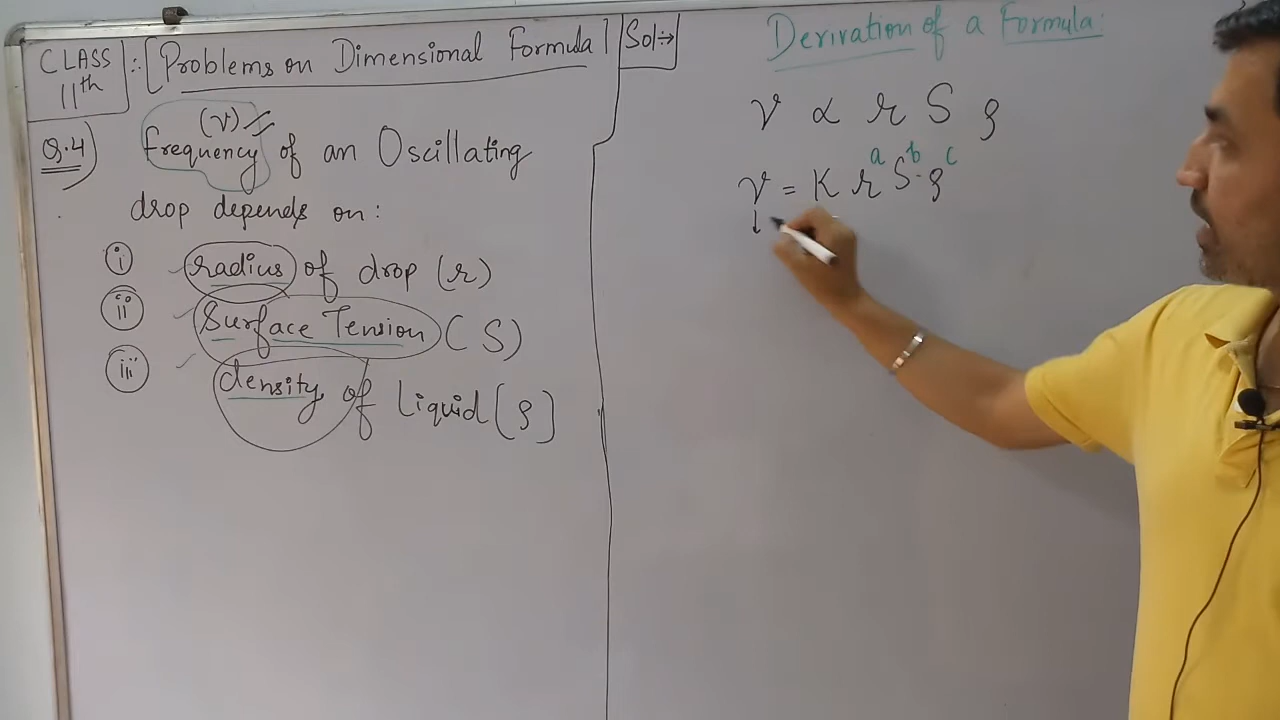 CLASS 11th :- [Problems on Dimensional Formula]
Q.4) (ν)
frequency of an Oscillating
drop depends on:
i radius of drop (r)
ii Surface Tension (S)
iii density of Liquid [ρ]
Sol:→
Derivation of a Formula:
ν ∝ r S ρ
ν = K r^a S^b · ρ^c
↓